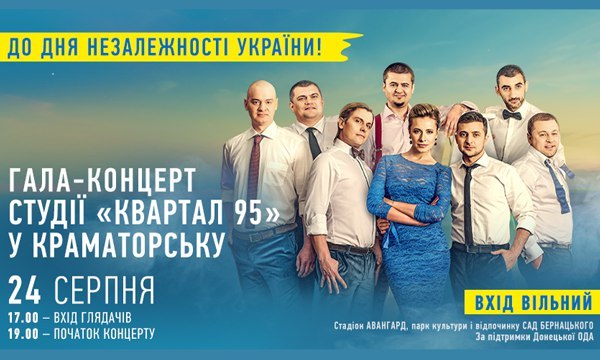 ДО ДНЯ НЕЗАЛЕЖНОСТІ УКРАЇНИ!
ГАЛА-КОНЦЕРТ
СТУДІЇ «КВАРТАЛ 95»
У КРАМАТОРСЬКУ
24 СЕРПНЯ
17.00 – ВХІД ГЛЯДАЧІВ
19.00 – ПОЧАТОК КОНЦЕРТУ
ВХІД ВІЛЬНИЙ
Стадіон АВАНГАРД, парк культури і відпочинку САД БЕРНАЦЬКОГО
За підтримки Донецької ОДА